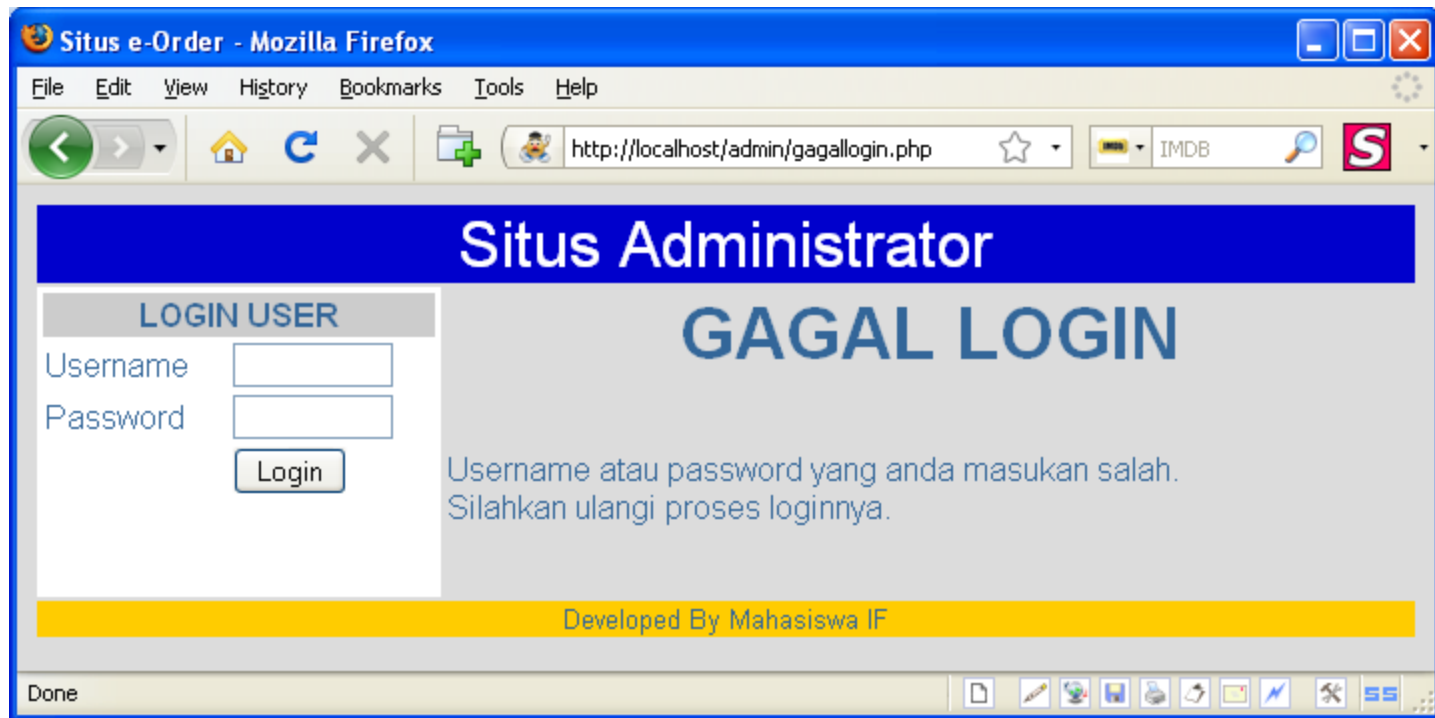 Situs e-Order - Mozilla Firefox
File Edit View History Bookmarks Tools Help
http://localhost/admin/gagallogin.php IMDB S
Situs Administrator
LOGIN USER
Username
Password
Login
GAGAL LOGIN
Username atau password yang anda masukan salah.
Silahkan ulangi proses loginnya.
Developed By Mahasiswa IF
Done